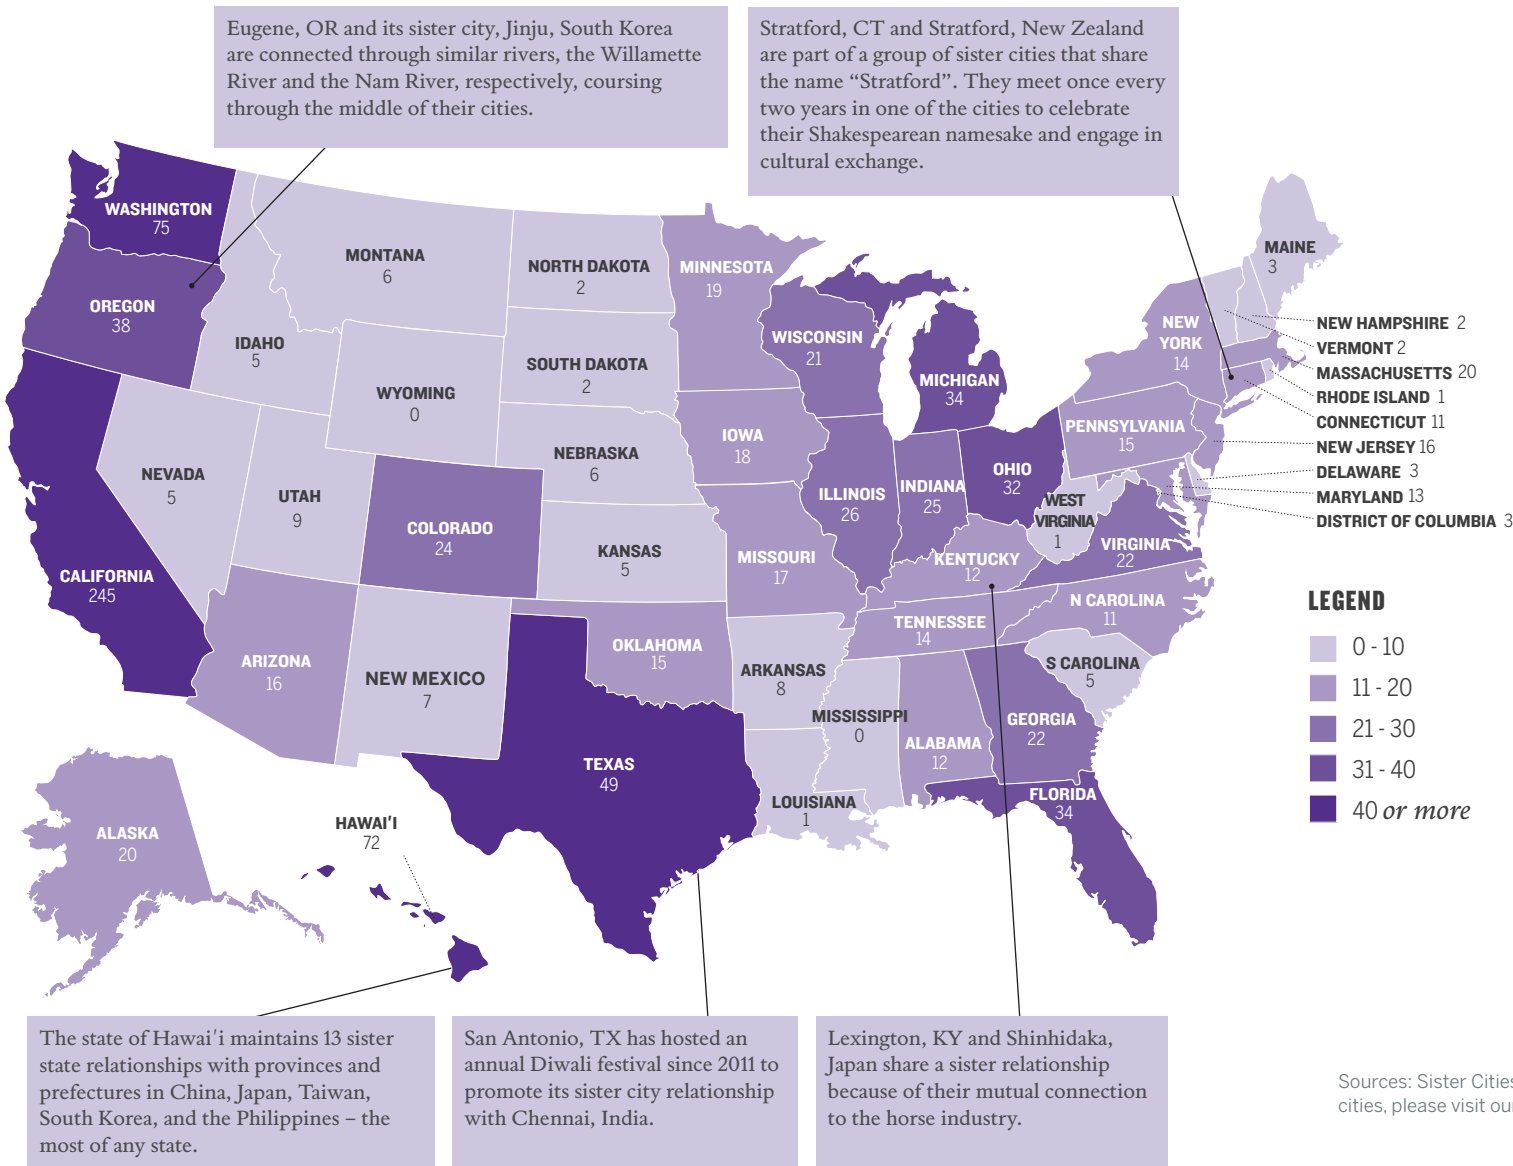 Eugene, OR and its sister city, Jinju, South Korea
are connected through similar rivers, the Willamette
River and the Nam River, respectively, coursing
through the middle of their cities.
Stratford, CT and Stratford, New Zealand
are part of a group of sister cities that share
the name “Stratford”. They meet once every
two years in one of the cities to celebrate
their Shakespearean namesake and engage in
cultural exchange.
WASHINGTON
75
OREGON
38
CALIFORNIA
245
NEVADA
5
IDAHO
5
MONTANA
6
WYOMING
0
UTAH
9
COLORADO
24
ARIZONA
16
NEW MEXICO
7
NORTH DAKOTA
2
SOUTH DAKOTA
2
NEBRASKA
6
KANSAS
5
OKLAHOMA
15
TEXAS
49
MINNESOTA
19
IOWA
18
MISSOURI
17
ARKANSAS
8
LOUISIANA
1
WISCONSIN
21
ILLINOIS
26
MICHIGAN
34
INDIANA
25
OHIO
32
KENTUCKY
12
TENNESSEE
14
MISSISSIPPI
0
ALABAMA
12
GEORGIA
22
FLORIDA
34
S CAROLINA
5
N CAROLINA
11
VIRGINIA
22
WEST
VIRGINIA
1
PENNSYLVANIA
15
NEW
YORK
14
MAINE
3
NEW HAMPSHIRE 2
VERMONT 2
MASSACHUSETTS 20
RHODE ISLAND 1
CONNECTICUT 11
NEW JERSEY 16
DELAWARE 3
MARYLAND 13
DISTRICT OF COLUMBIA 3
ALASKA
20
HAWAI'I
72
LEGEND
0 - 10
11 - 20
21 - 30
31 - 40
40 or more
The state of Hawai'i maintains 13 sister
state relationships with provinces and
prefectures in China, Japan, Taiwan,
South Korea, and the Philippines – the
most of any state.
San Antonio, TX has hosted an
annual Diwali festival since 2011 to
promote its sister city relationship
with Chennai, India.
Lexington, KY and Shinhidaka,
Japan share a sister relationship
because of their mutual connection
to the horse industry.
Sources: Sister Cities
cities, please visit ou